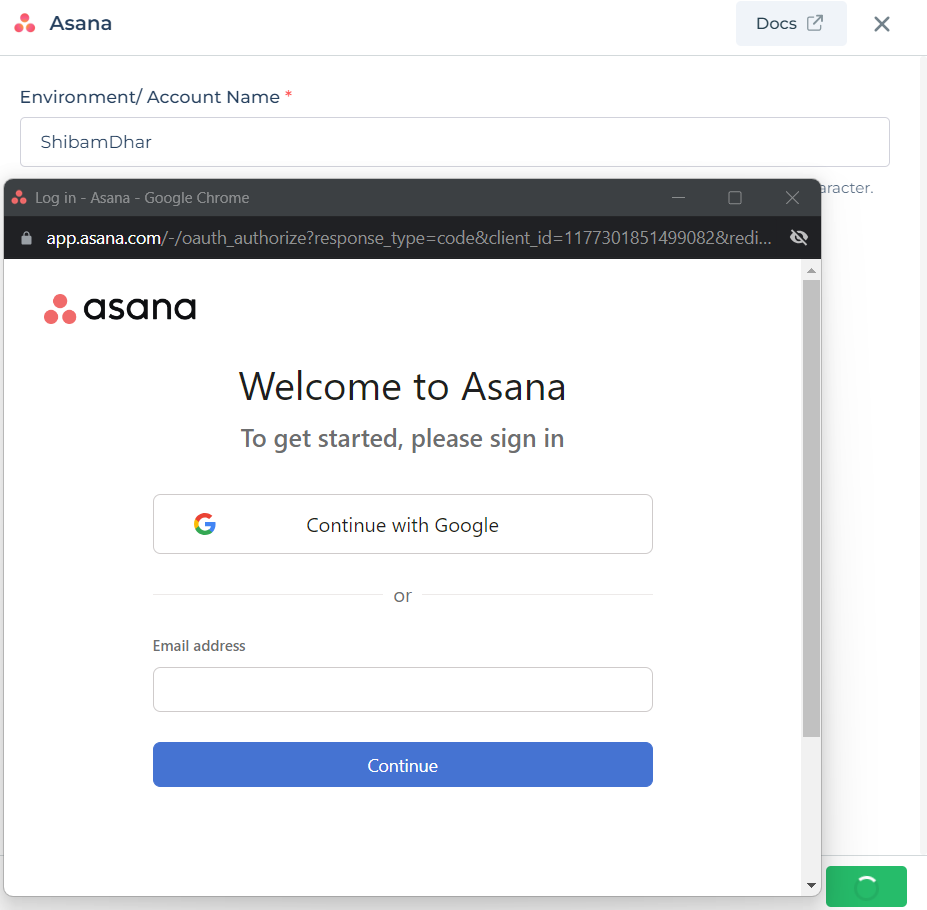 Asana
Docs
Environment/ Account Name *
ShibamDhar
aracter.
Log in - Asana - Google Chrome
app.asana.com/-/oauth_authorize?response_type=code&client_id=1177301851499082&redi...
asana
Welcome to Asana
To get started, please sign in
Continue with Google
or
Email address
Continue